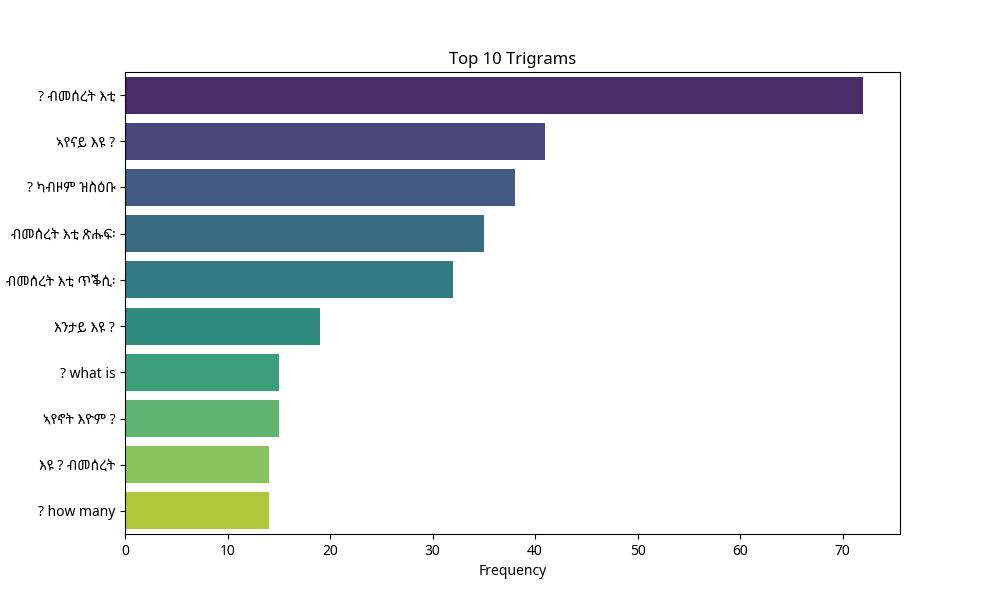 Top 10 Trigrams
? ብመሰረት እቲ
ኣየናይ እዩ ?
? ካብዞም ዝስዕቡ
ብመሰረት እቲ ጽሑፍ፡
ብመሰረት እቲ ጥቕሲ፡
እንታይ እዩ ?
? what is
ኣየኖት እዮም ?
እዩ ? ብመሰረት
? how many
0 10 20 30 40 50 60 70
Frequency